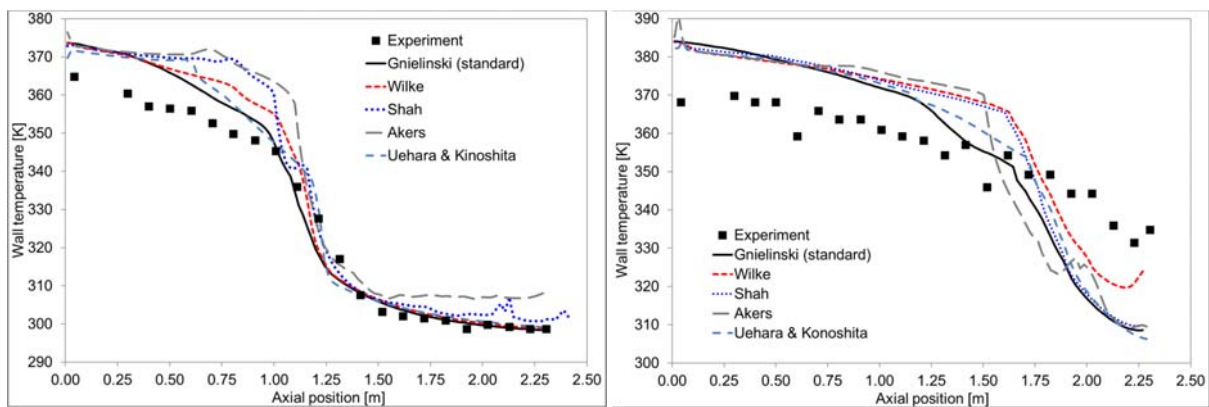 Wall temperature [K]
380
370
360
350
340
330
320
310
300
290
Experiment
Gnielinski (standard)
Wilke
Shah
Akers
Uehara & Kinoshita
0.00 0.25 0.50 0.75 1.00 1.25 1.50 1.75 2.00 2.25 2.50
Axial position [m]
Wall temperature [K]
390
380
370
360
350
340
330
320
310
300
Experiment
Gnielinski (standard)
Wilke
Shah
Akers
Uehara & Konoshita
0.00 0.25 0.50 0.75 1.00 1.25 1.50 1.75 2.00 2.25 2.50
Axial position [m]